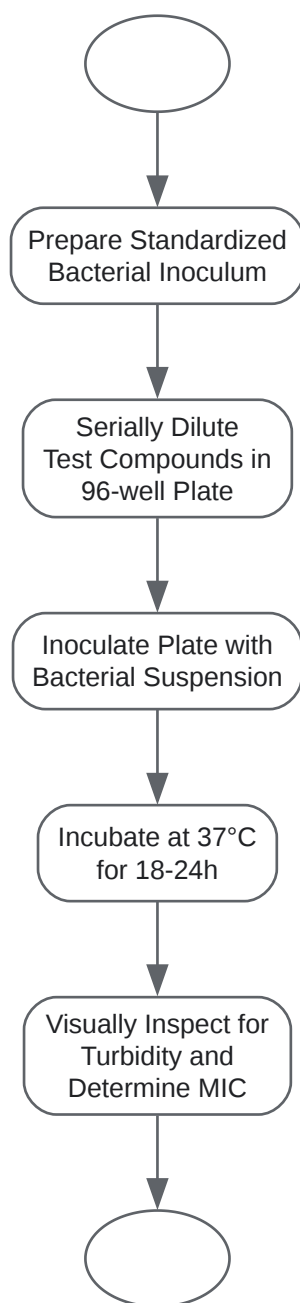 Prepare Standardized
Bacterial Inoculum
Serially Dilute
Test Compounds in
96-well Plate
Inoculate Plate with
Bacterial Suspension
Incubate at 37°C
for 18-24h
Visually Inspect for
Turbidity and
Determine MIC